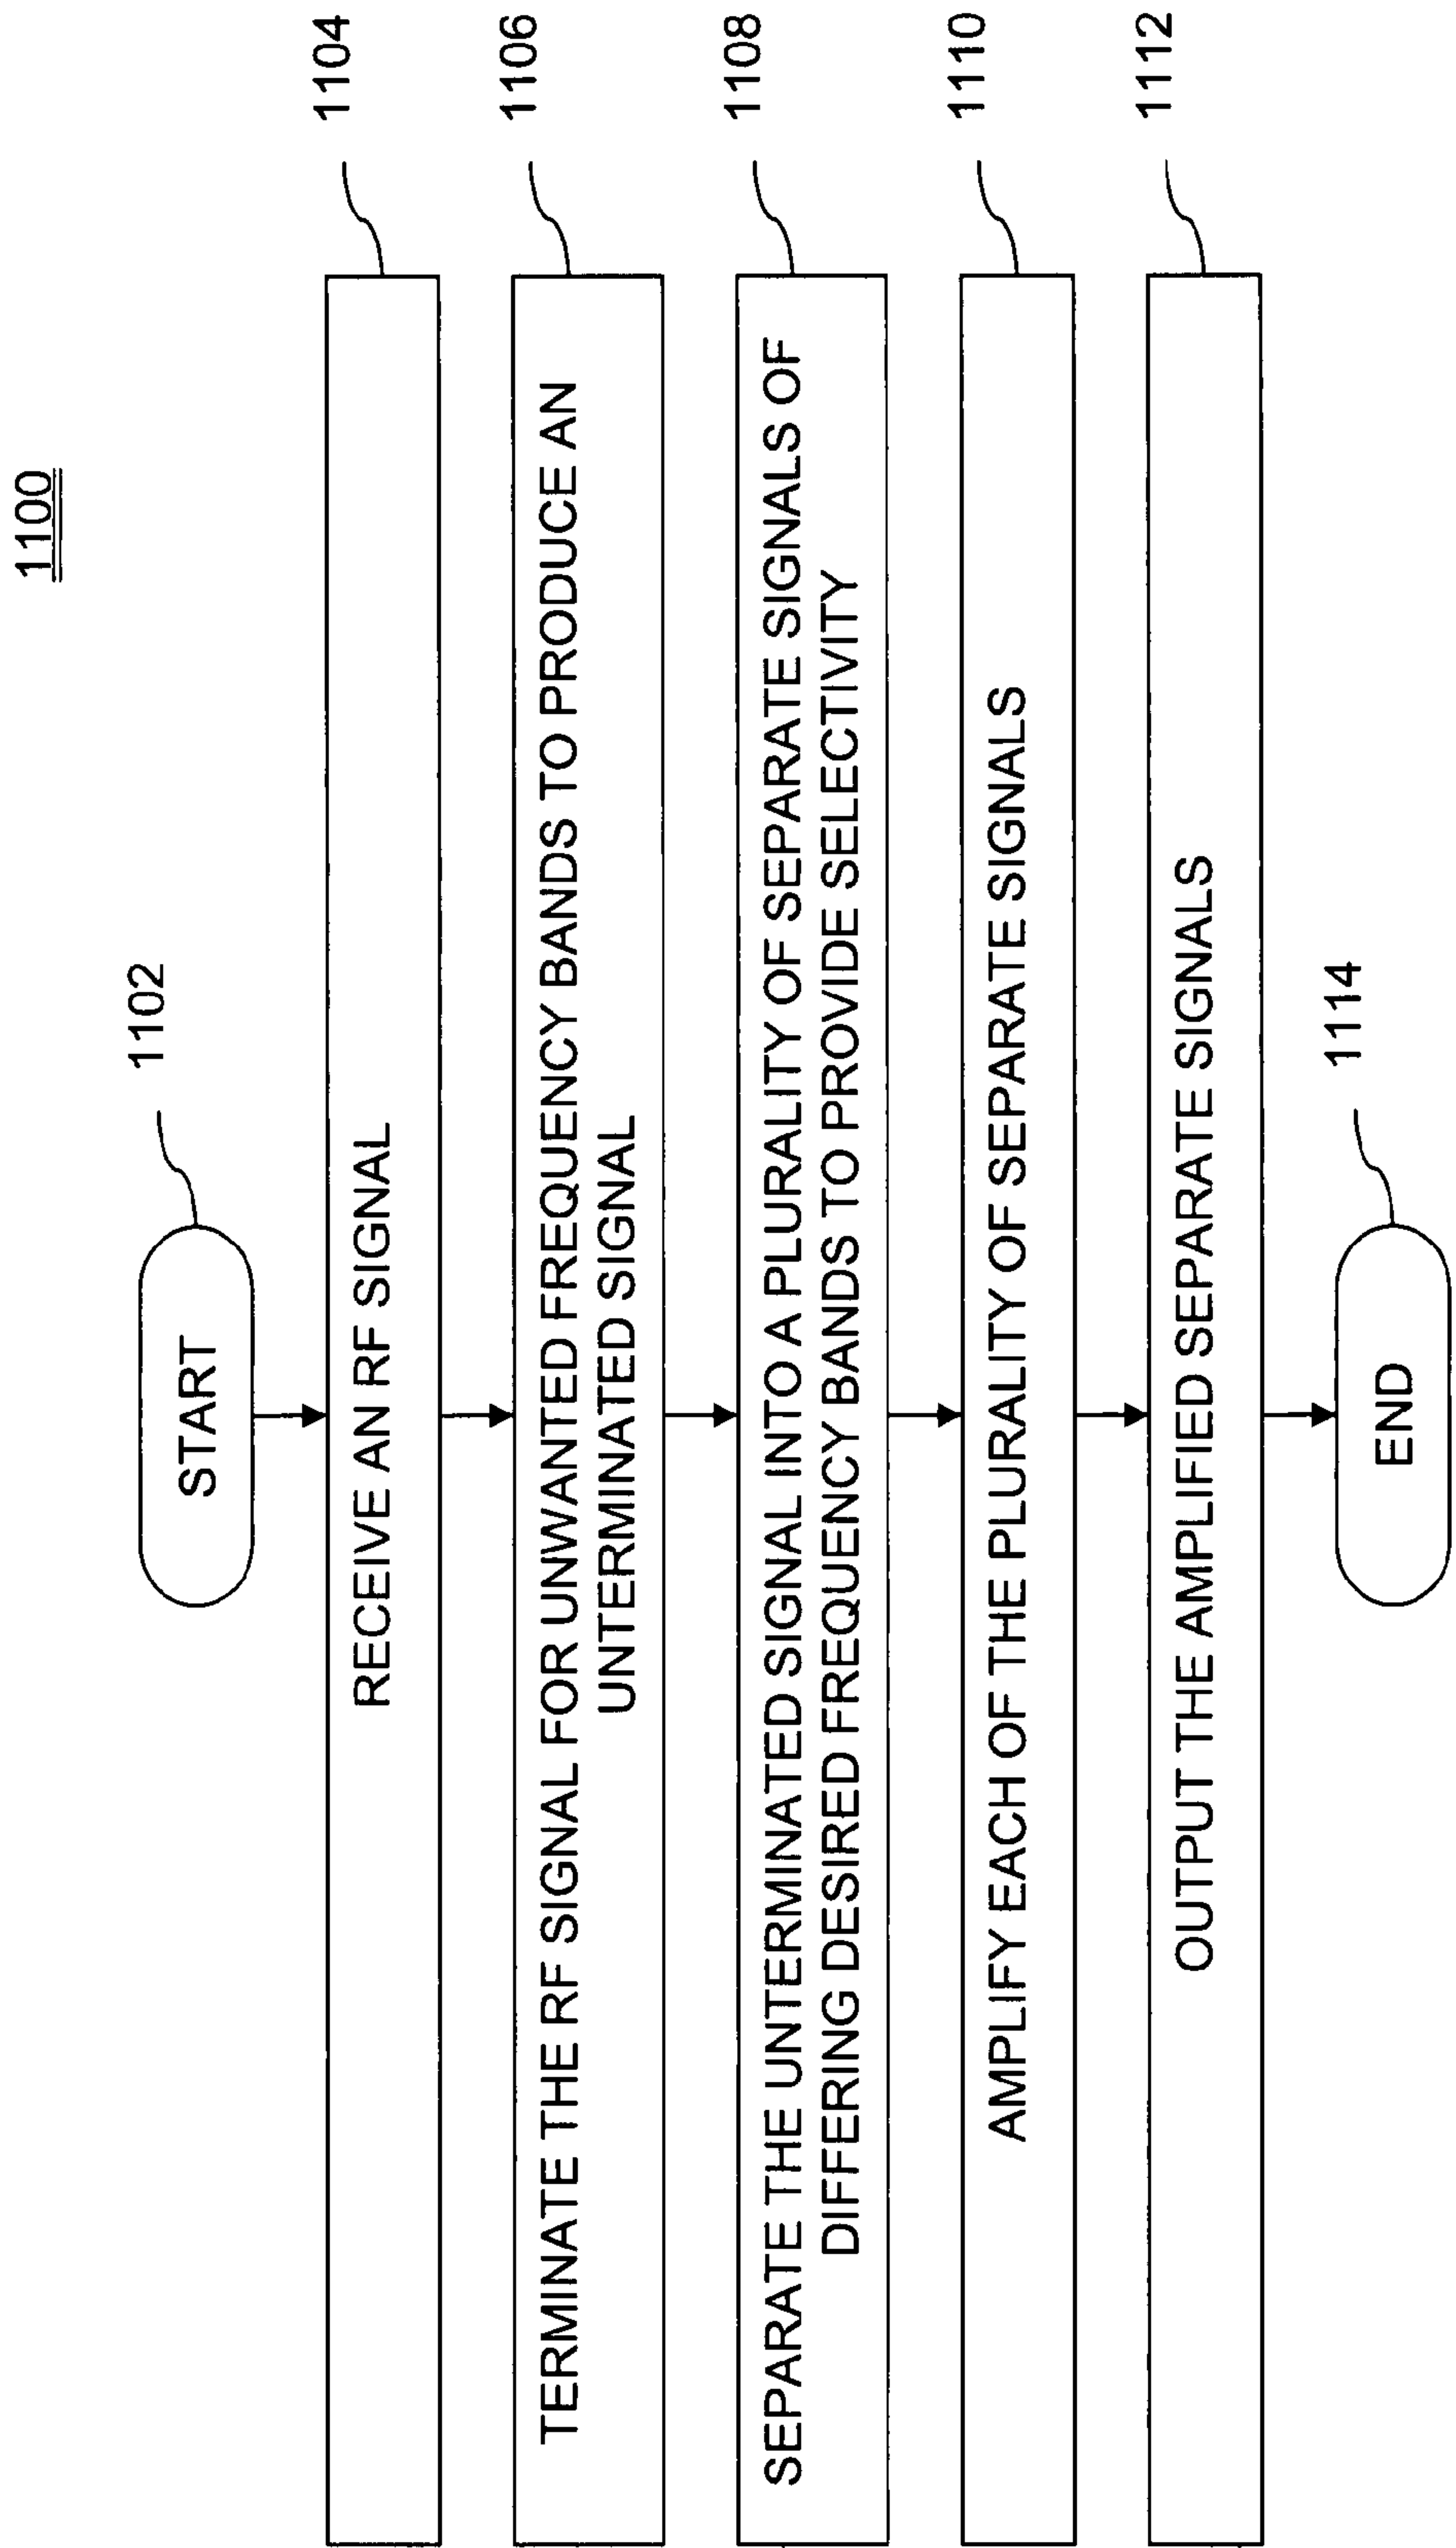 1100
START
1102
RECEIVE AN RF SIGNAL
1104
TERMINATE THE RF SIGNAL FOR UNWANTED FREQUENCY BANDS TO PRODUCE AN
UNTERMINATED SIGNAL
1106
SEPARATE THE UNTERMINATED SIGNAL INTO A PLURALITY OF SEPARATE SIGNALS OF
DIFFERING DESIRED FREQUENCY BANDS TO PROVIDE SELECTIVITY
1108
AMPLIFY EACH OF THE PLURALITY OF SEPARATE SIGNALS
1110
OUTPUT THE AMPLIFIED SEPARATE SIGNALS
1112
END
1114